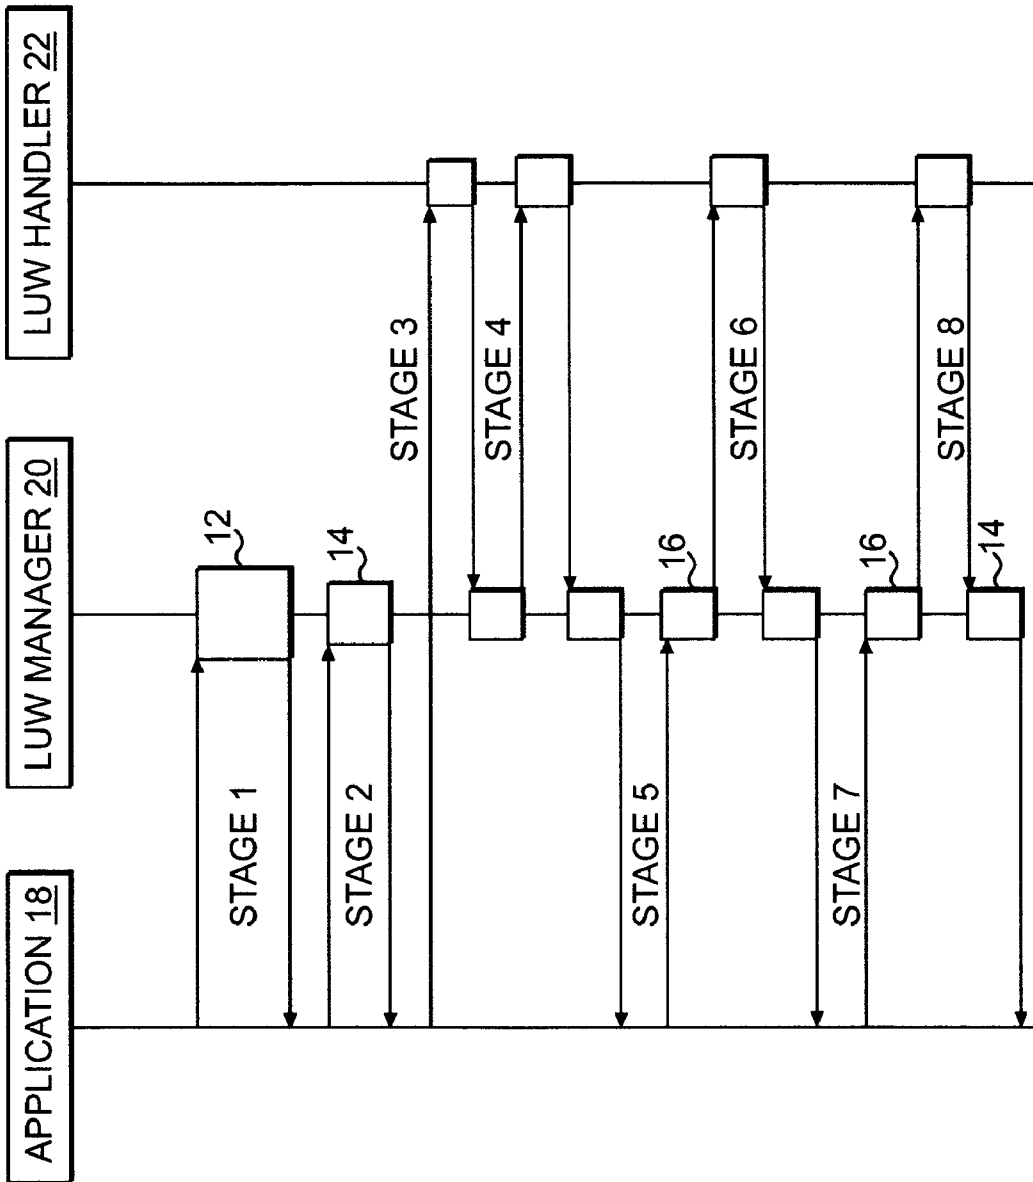 APPLICATION 18
LUW MANAGER 20
LUW HANDLER 22
STAGE 1
12
STAGE 2
14
STAGE 3
STAGE 4
STAGE 5
16
STAGE 6
STAGE 7
16
STAGE 8
14